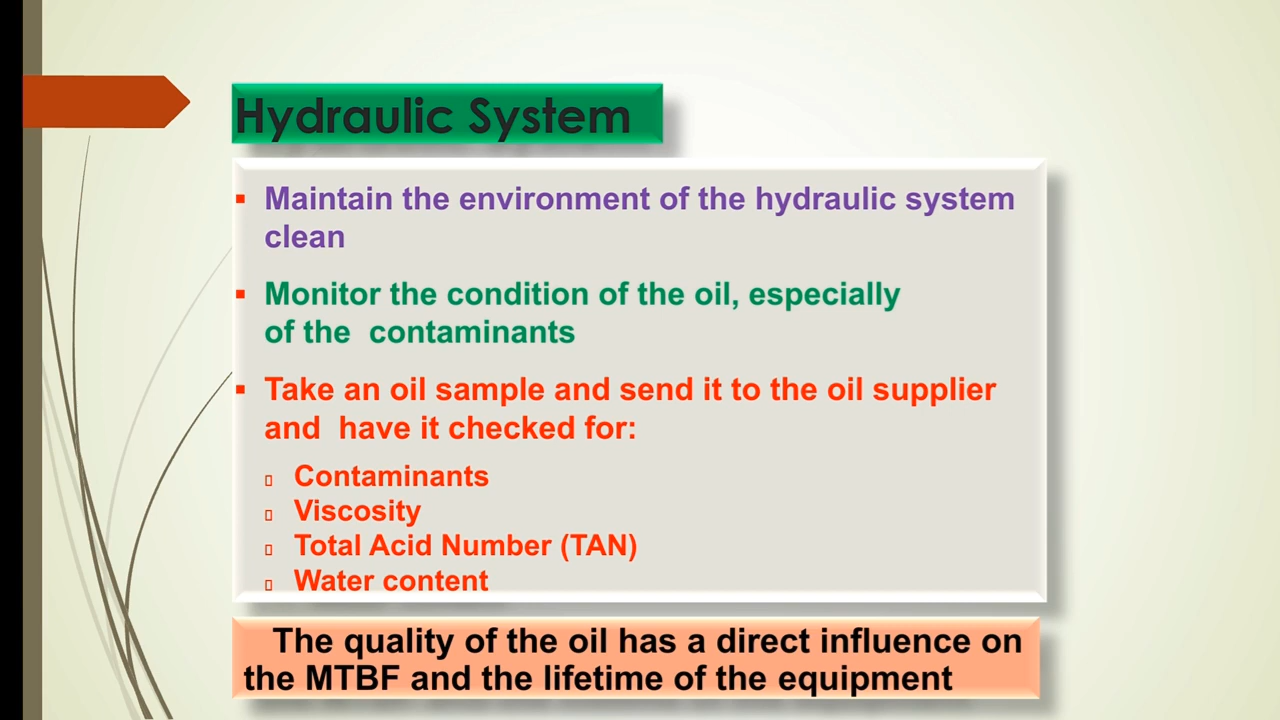 Hydraulic System
▪ Maintain the environment of the hydraulic system
clean
▪ Monitor the condition of the oil, especially
of the contaminants
▪ Take an oil sample and send it to the oil supplier
and have it checked for:
▯ Contaminants
▯ Viscosity
▯ Total Acid Number (TAN)
▯ Water content
The quality of the oil has a direct influence on
the MTBF and the lifetime of the equipment